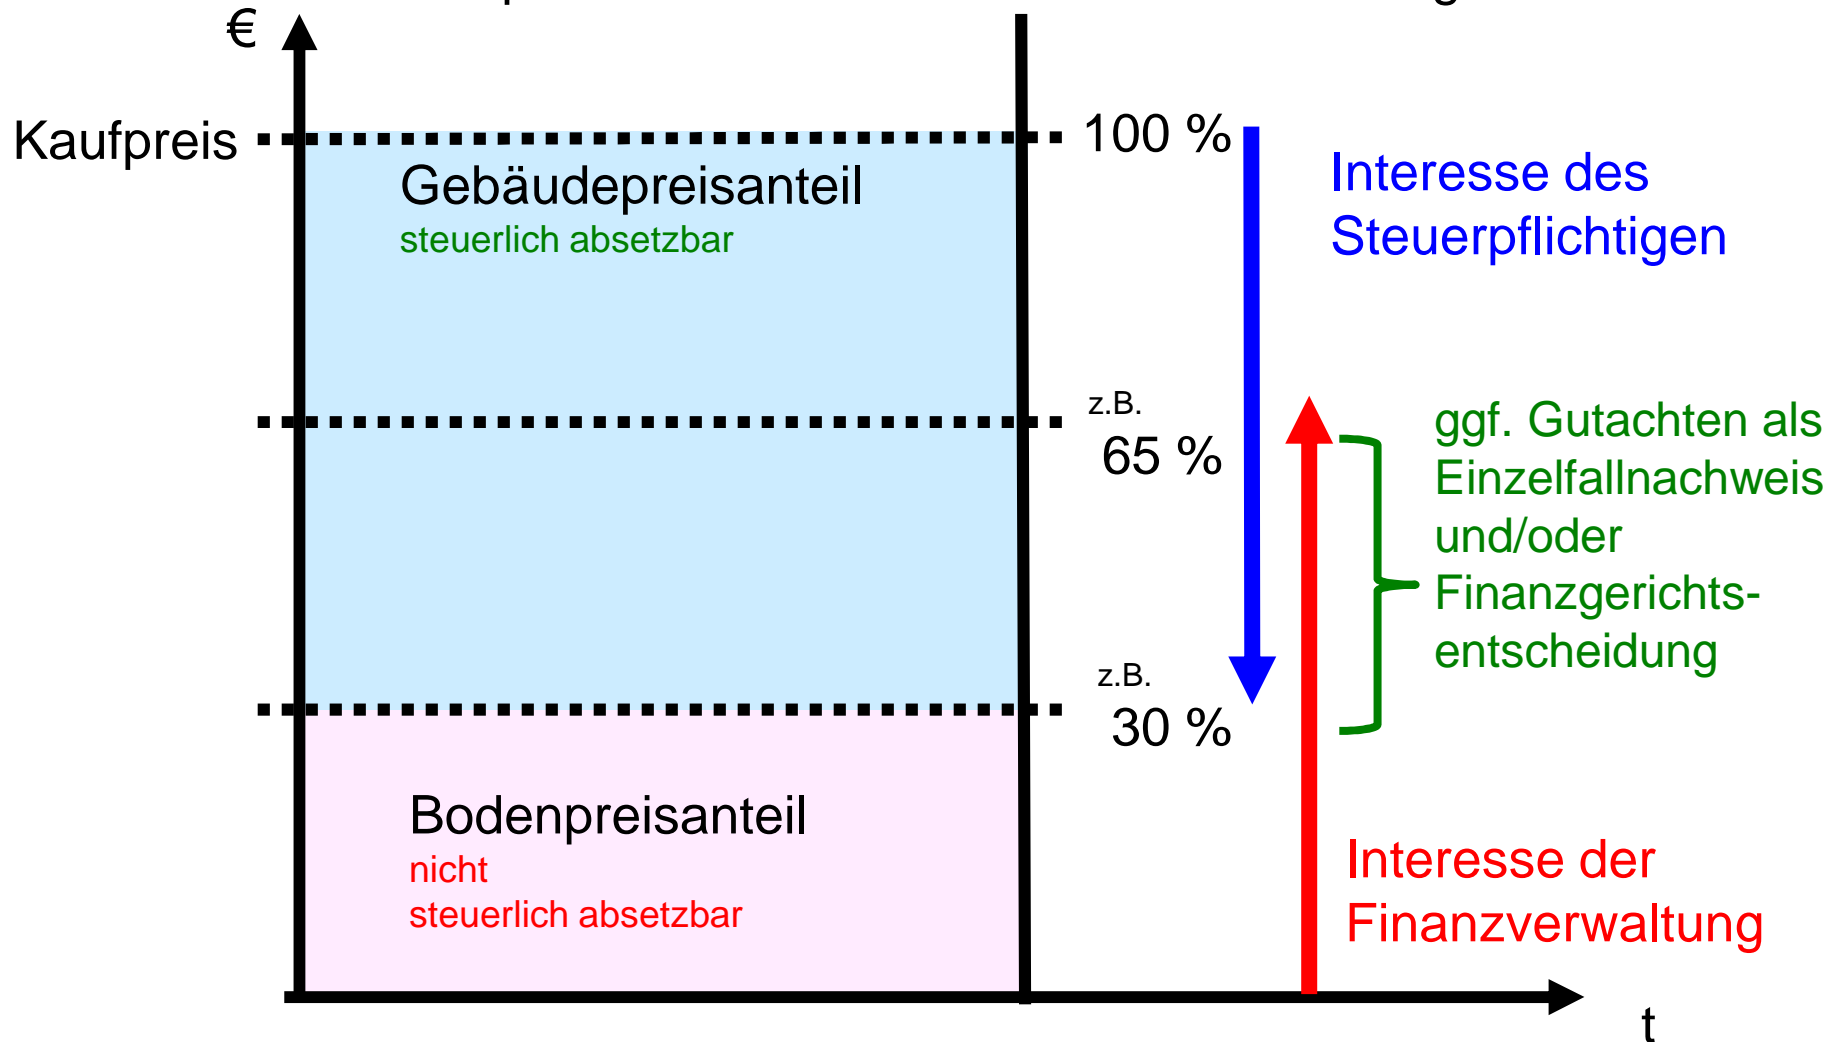 €
Kaufpreis
100 %
Gebäudepreisanteil
steuerlich absetzbar
Interesse des
Steuerpflichtigen
z.B.
65 %
ggf. Gutachten als
Einzelfallnachweis
und/oder
Finanzgerichts-
entscheidung
z.B.
30 %
Bodenpreisanteil
nicht
steuerlich absetzbar
Interesse der
Finanzverwaltung
t